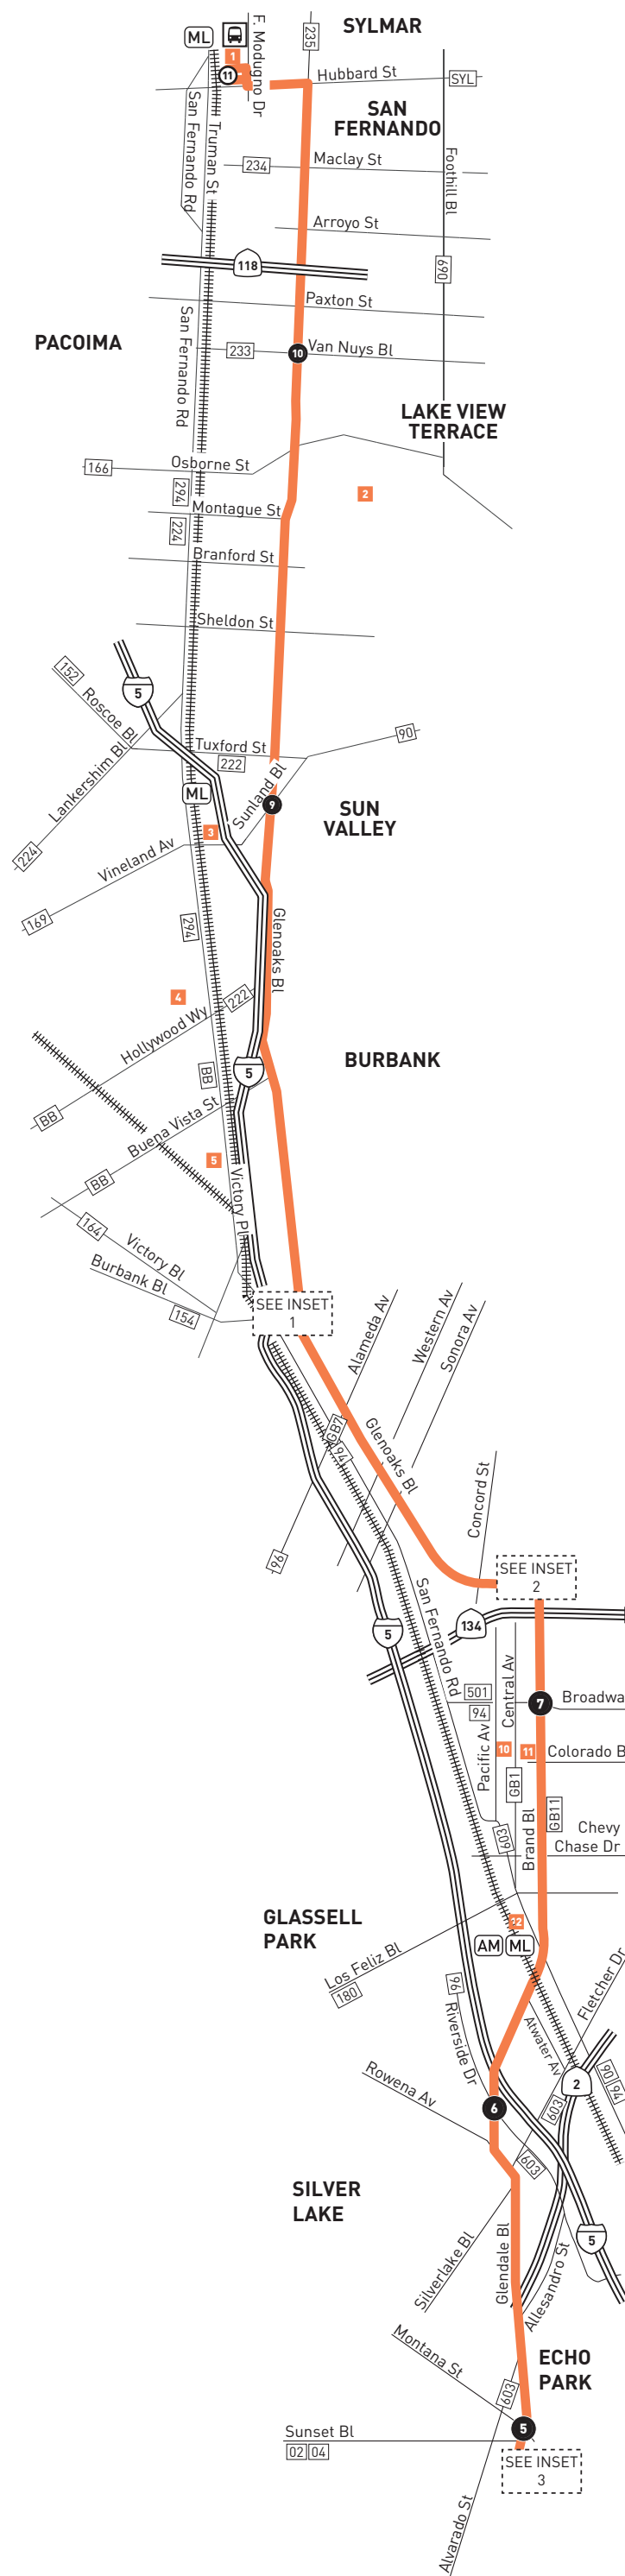 SYLMAR
ML
1
F. Modugno Dr
235
11
Hubbard St
SYL
SAN
FERNANDO
San Fernando Rd
Truman St
234
Maclay St
Foothill Bl
Arroyo St
118
690
Paxton St
San Fernando Rd
PACOIMA
233
10
Van Nuys Bl
LAKE VIEW
TERRACE
166
Osborne St
294
2
Montague St
224
Branford St
Sheldon St
152
Roscoe Bl
5
Lankershim Bl
Tuxford St
222
90
ML
Sunland Bl
9
SUN
VALLEY
3
224
Vineland Av
169
294
Glenoaks Bl
4
Hollywood Wy
222
BB
BB
5
BURBANK
Buena Vista St
5
BB
Victory Pl
164
Victory Bl
Burbank Bl
154
SEE INSET
1
Alameda Av
Western Av
Sonora Av
GB7
94
Glenoaks Bl
96
Concord St
SEE INSET
2
5
134
San Fernando Rd
501
94
Pacific Av
Central Av
7
Broadwa
10
11
Colorado B
GB1
Brand Bl
GB11
603
Chevy
Chase Dr
GLASSELL
PARK
12
AM
ML
Los Feliz Bl
180
96
Riverside Dr
Atwater Av
Fletcher Dr
2
90
94
Rowena Av
6
603
603
SILVER
LAKE
5
Silverlake Bl
Glendale Bl
Allesandro St
Montana St
ECHO
PARK
603
5
Sunset Bl
02
04
SEE INSET
3
Alvarado St